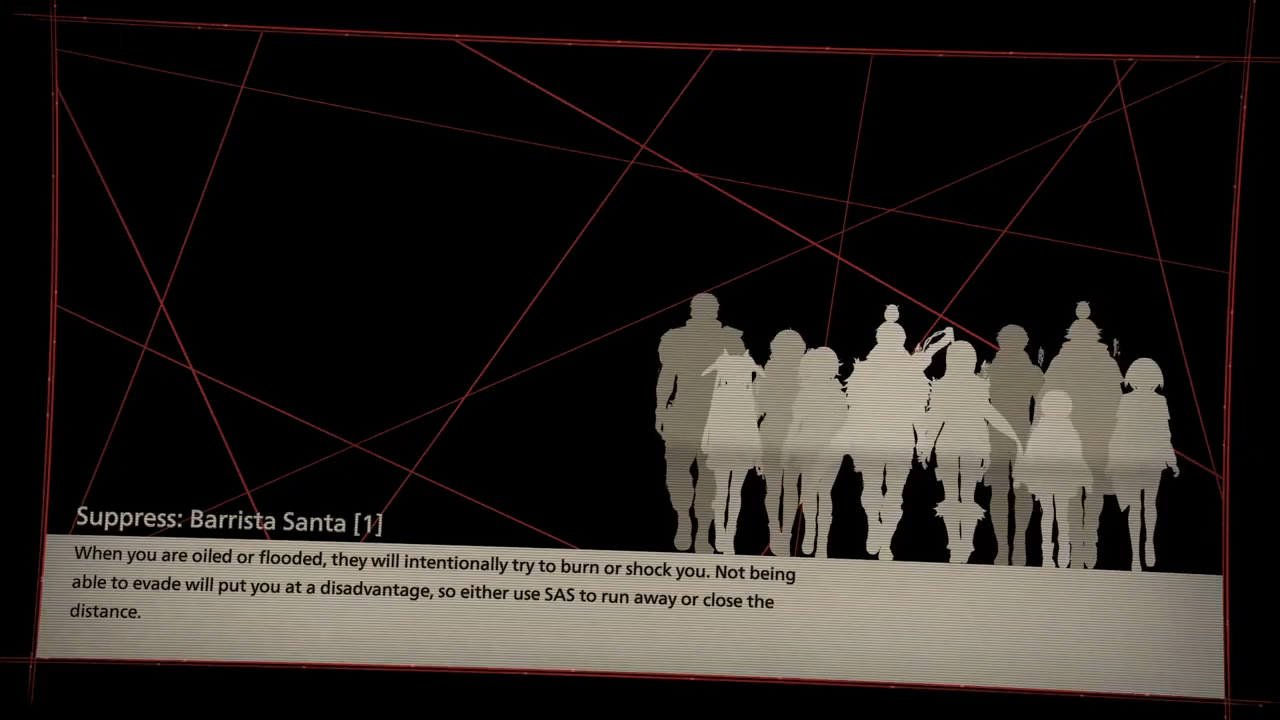 Suppress: Barrista Santa [1]
When you are oiled or flooded, they will intentionally try to burn or shock you. Not being
able to evade will put you at a disadvantage, so either use SAS to run away or close the
distance.